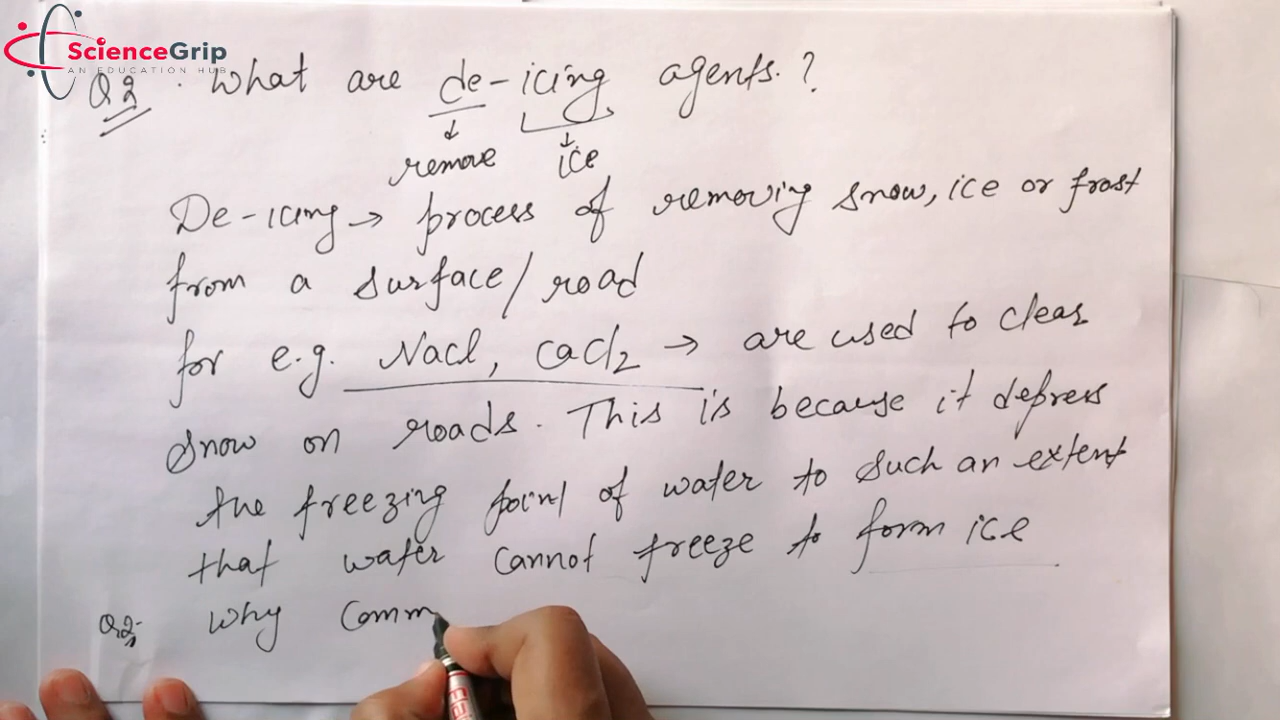 ScienceGrip
AN EDUCATION HUB
Q2. What are de-icing agents.?
remove ice
De-icing → process of removing snow, ice or frost
from a surface/road
for e.g. Nacl, cacl2 → are used to clear
snow on roads. This is because it depress
the freezing point of water to such an extent
that water cannot freeze to form ice
Q2:- why Comm